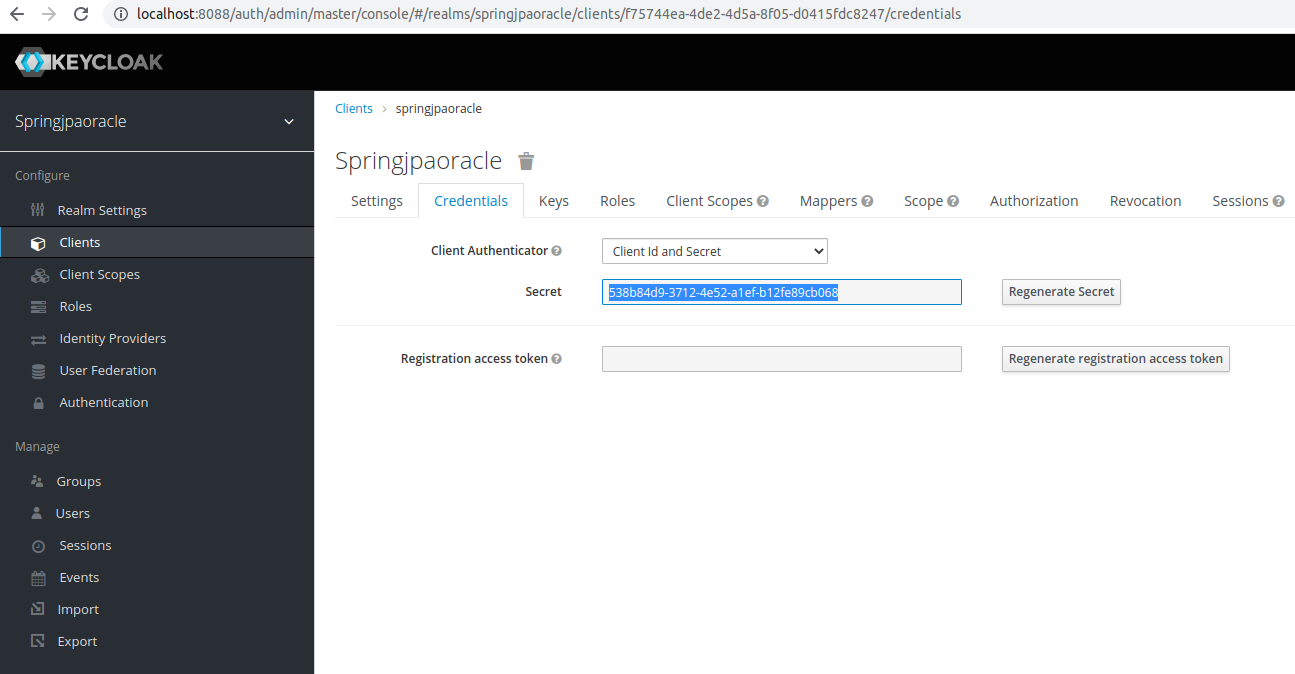 localhost:8088/auth/admin/master/console/#/realms/springjpaoracle/clients/f75744ea-4de2-4d5a-8f05-d0415fdc8247/credentials
KEYCLOAK
Springjpaoracle
Configure
Realm Settings
Clients
Client Scopes
Roles
Identity Providers
User Federation
Authentication
Manage
Groups
Users
Sessions
Events
Import
Export
Clients > springjpaoracle
Springjpaoracle
Settings Credentials Keys Roles Client Scopes Mappers Scope Authorization Revocation Sessions
Client Authenticator Client Id and Secret
Secret 538b84d9-3712-4e52-a1ef-b12fe89cb068 Regenerate Secret
Registration access token Regenerate registration access token